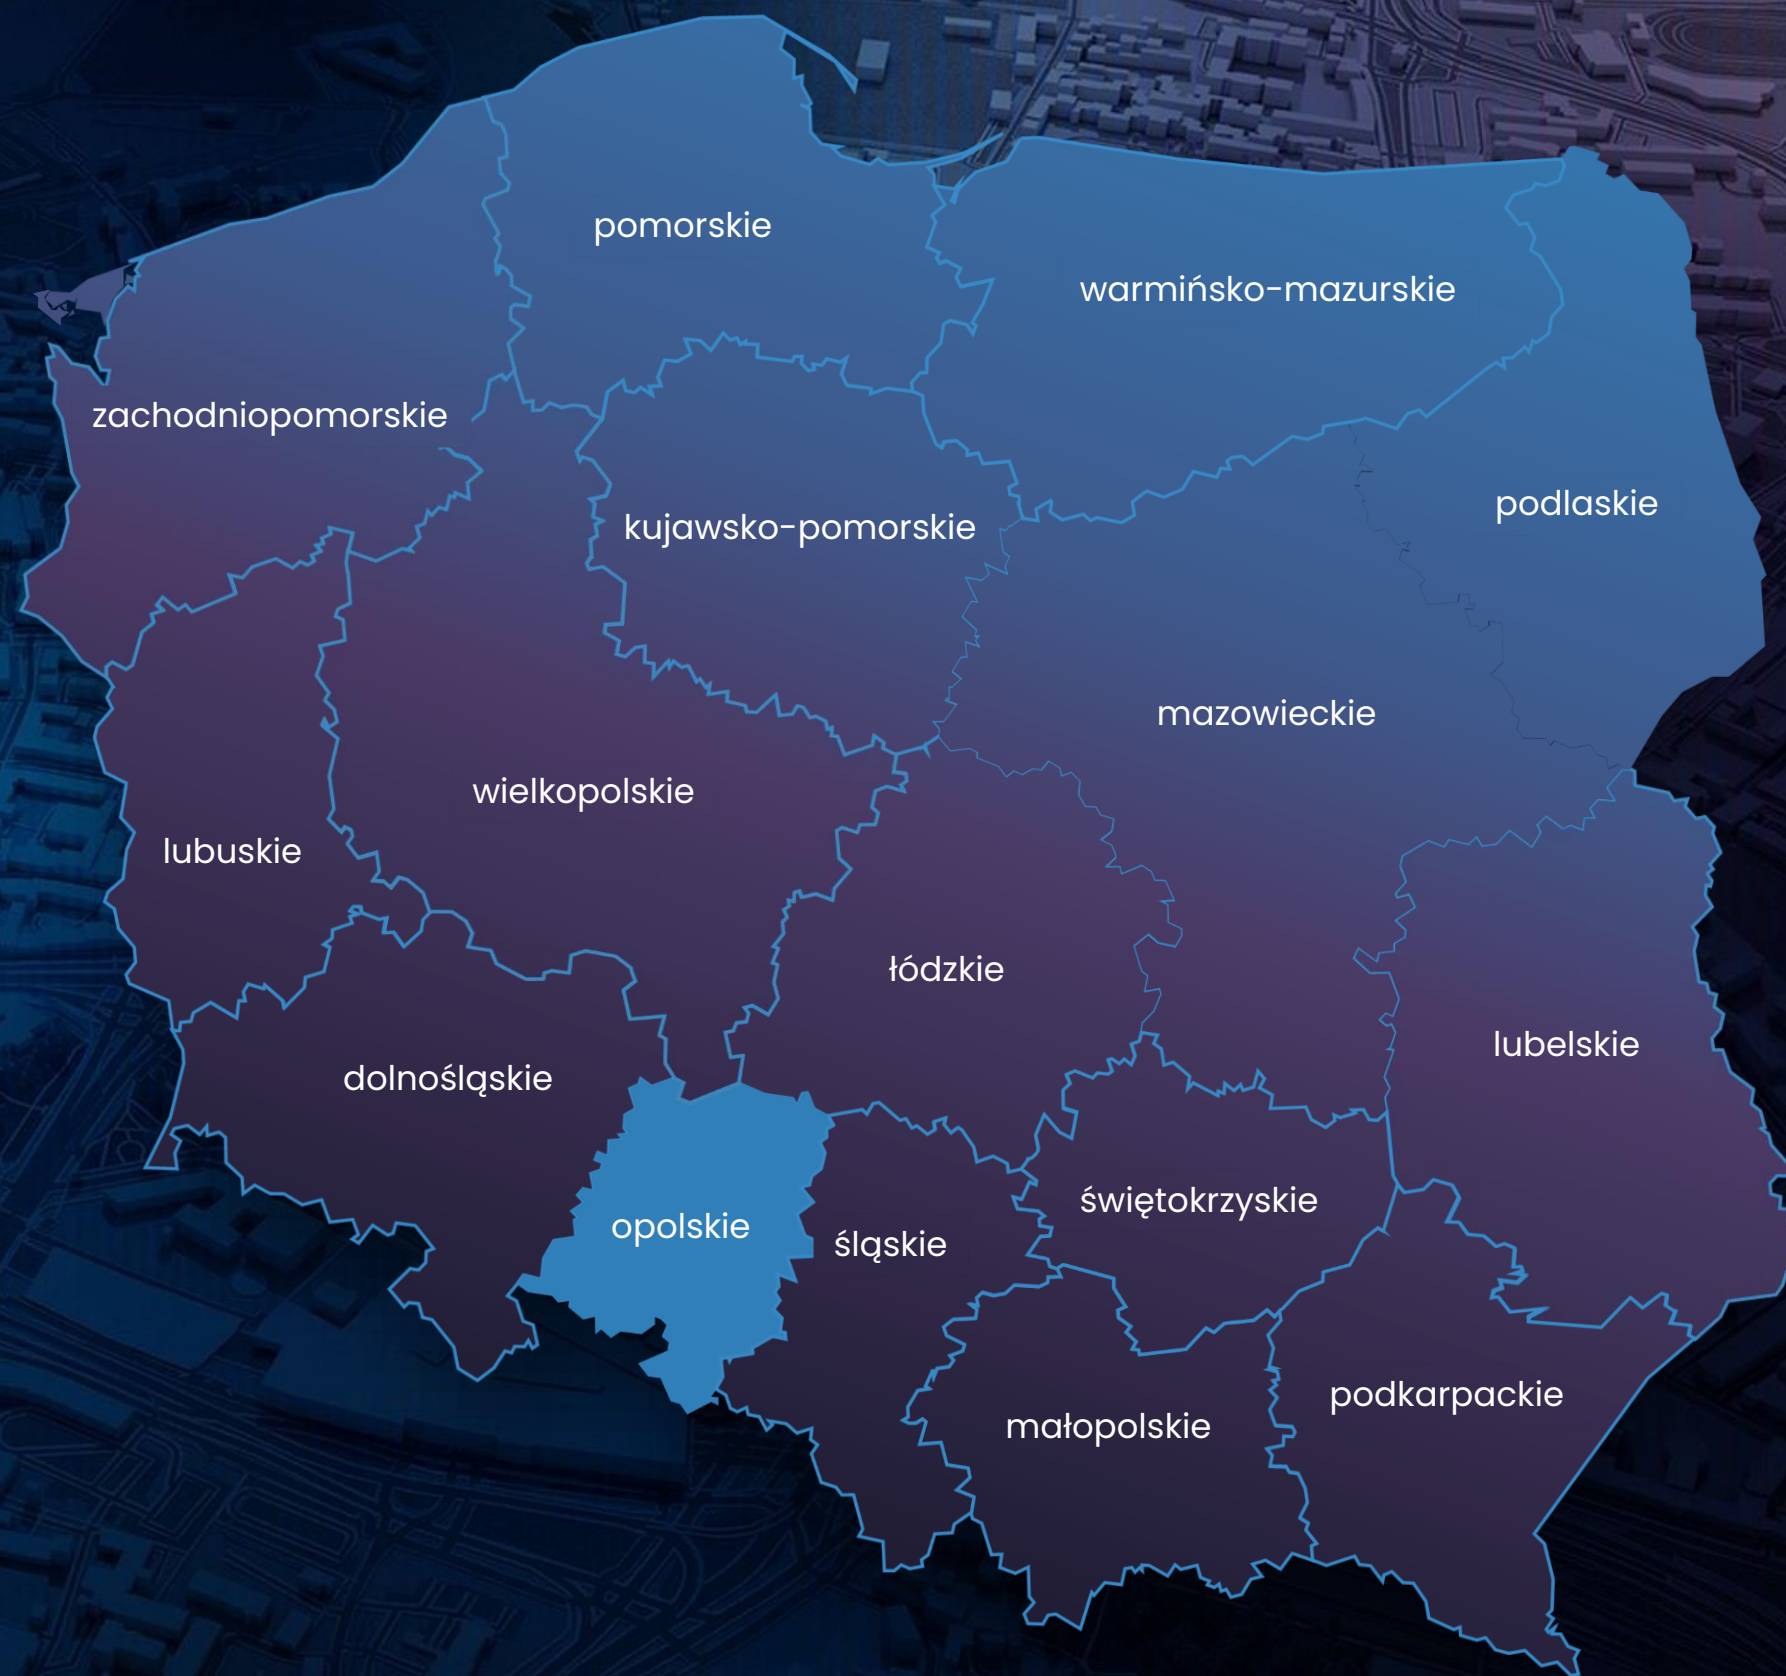 pomorskie
warmińsko-mazurskie
zachodniopomorskie
podlaskie
kujawsko-pomorskie
mazowieckie
wielkopolskie
lubuskie
łódzkie
lubelskie
dolnośląskie
świętokrzyskie
opolskie
śląskie
podkarpackie
małopolskie